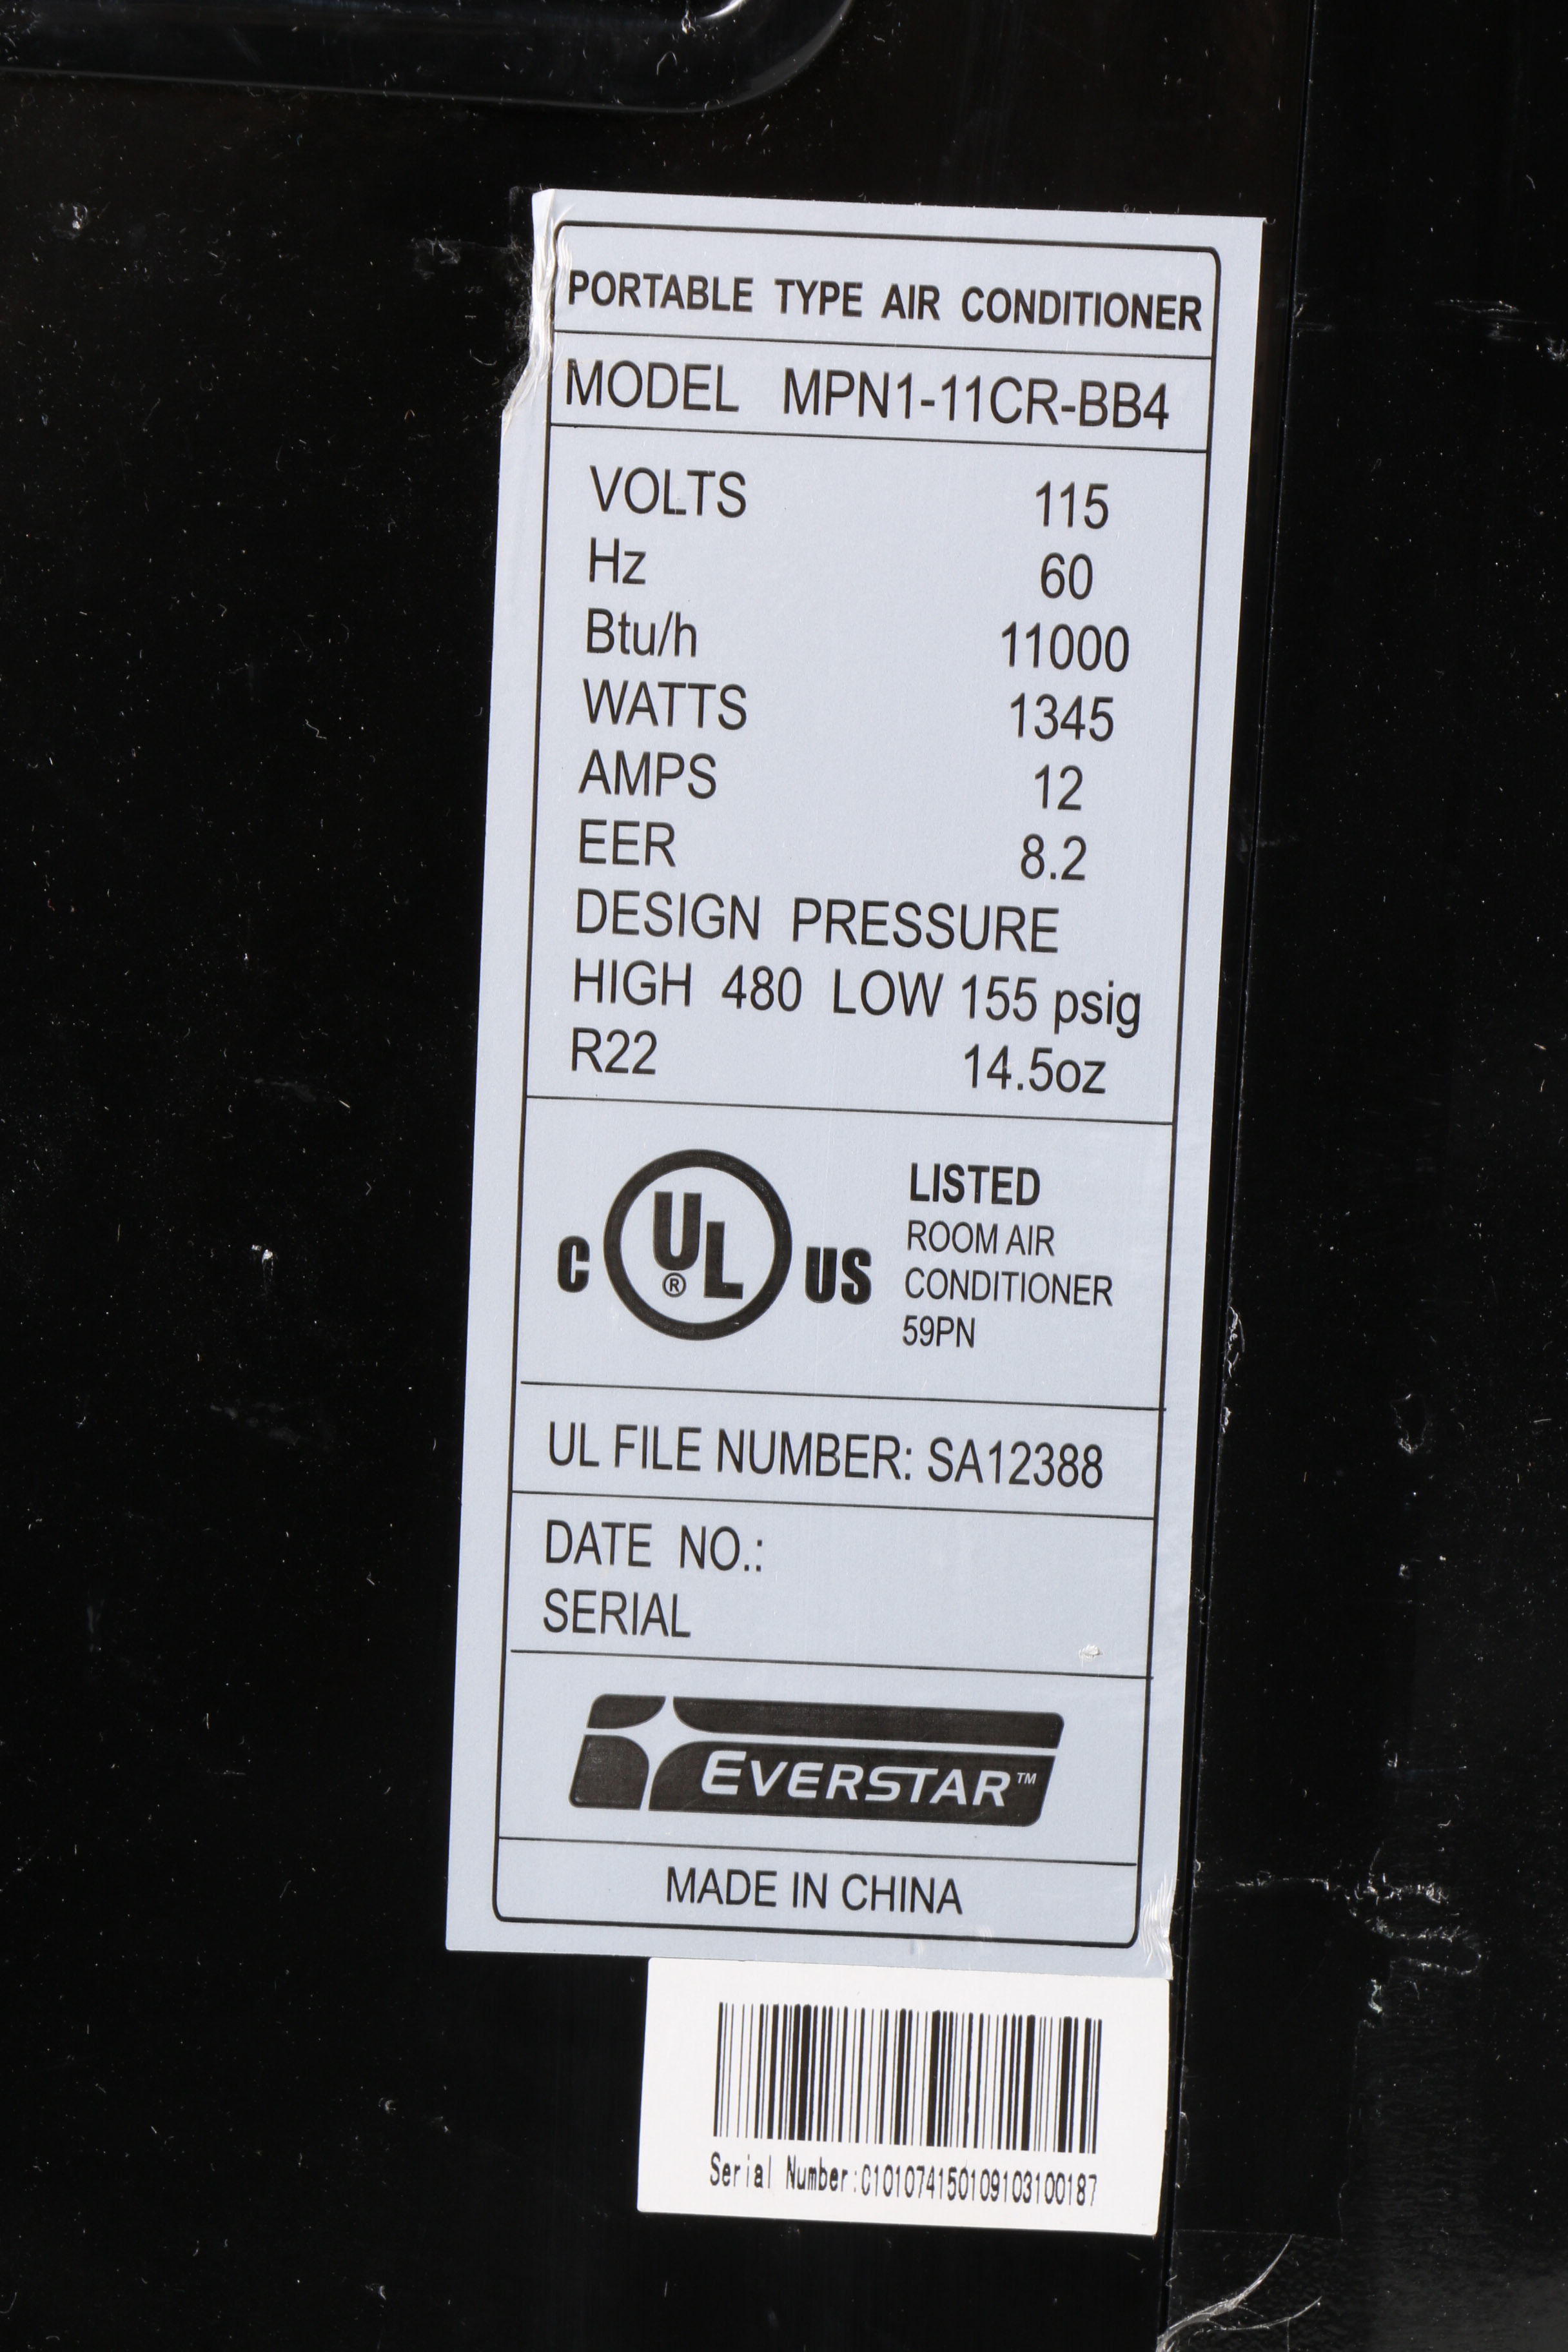 PORTABLE TYPE AIR CONDITIONER
MODEL MPN1-11CR-BB4
VOLTS 115
Hz 60
Btu/h 11000
WATTS 1345
AMPS 12
EER 8.2
DESIGN PRESSURE
HIGH 480 LOW 155 psig
R22 14.5oz
C UL ® US
LISTED
ROOM AIR
CONDITIONER
59PN
UL FILE NUMBER: SA12388
DATE NO.:
SERIAL
EVERSTAR™
MADE IN CHINA
Serial Number:C101074150109103100187